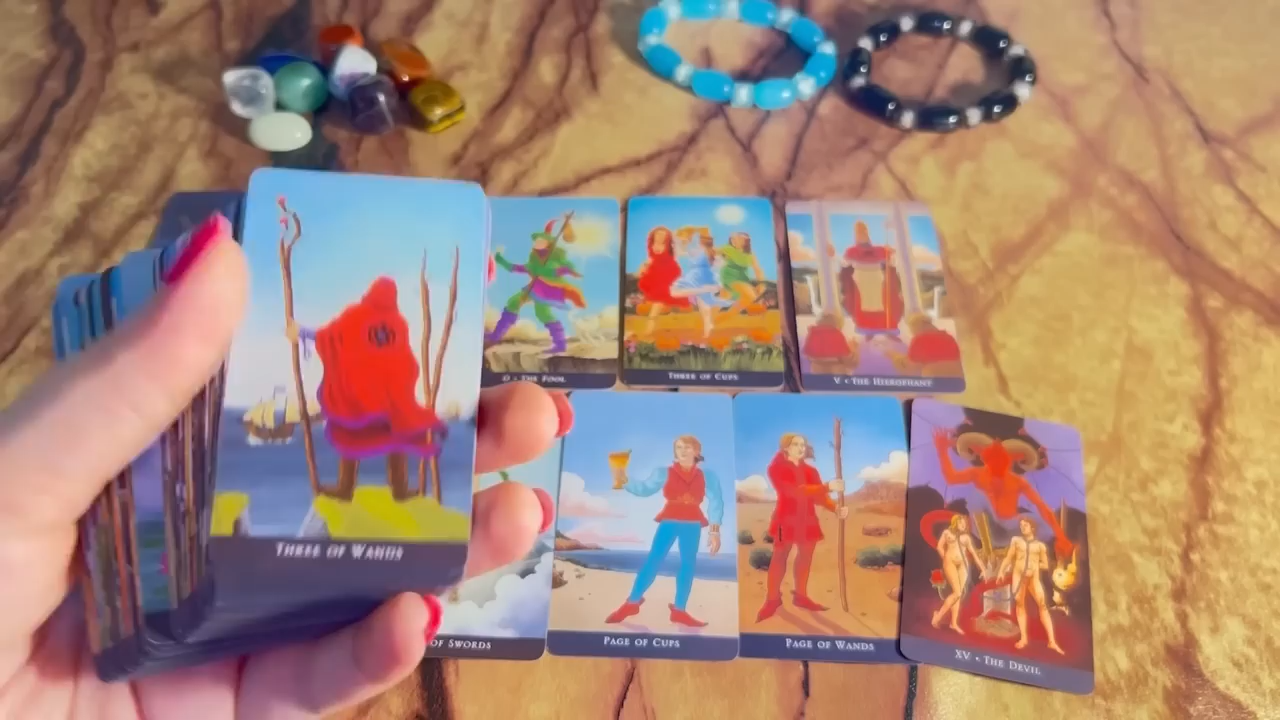 Three of Wands
0 • The Fool
Three of Cups
V • The Hierophant
of Swords
Page of Cups
Page of Wands
XV • The Devil